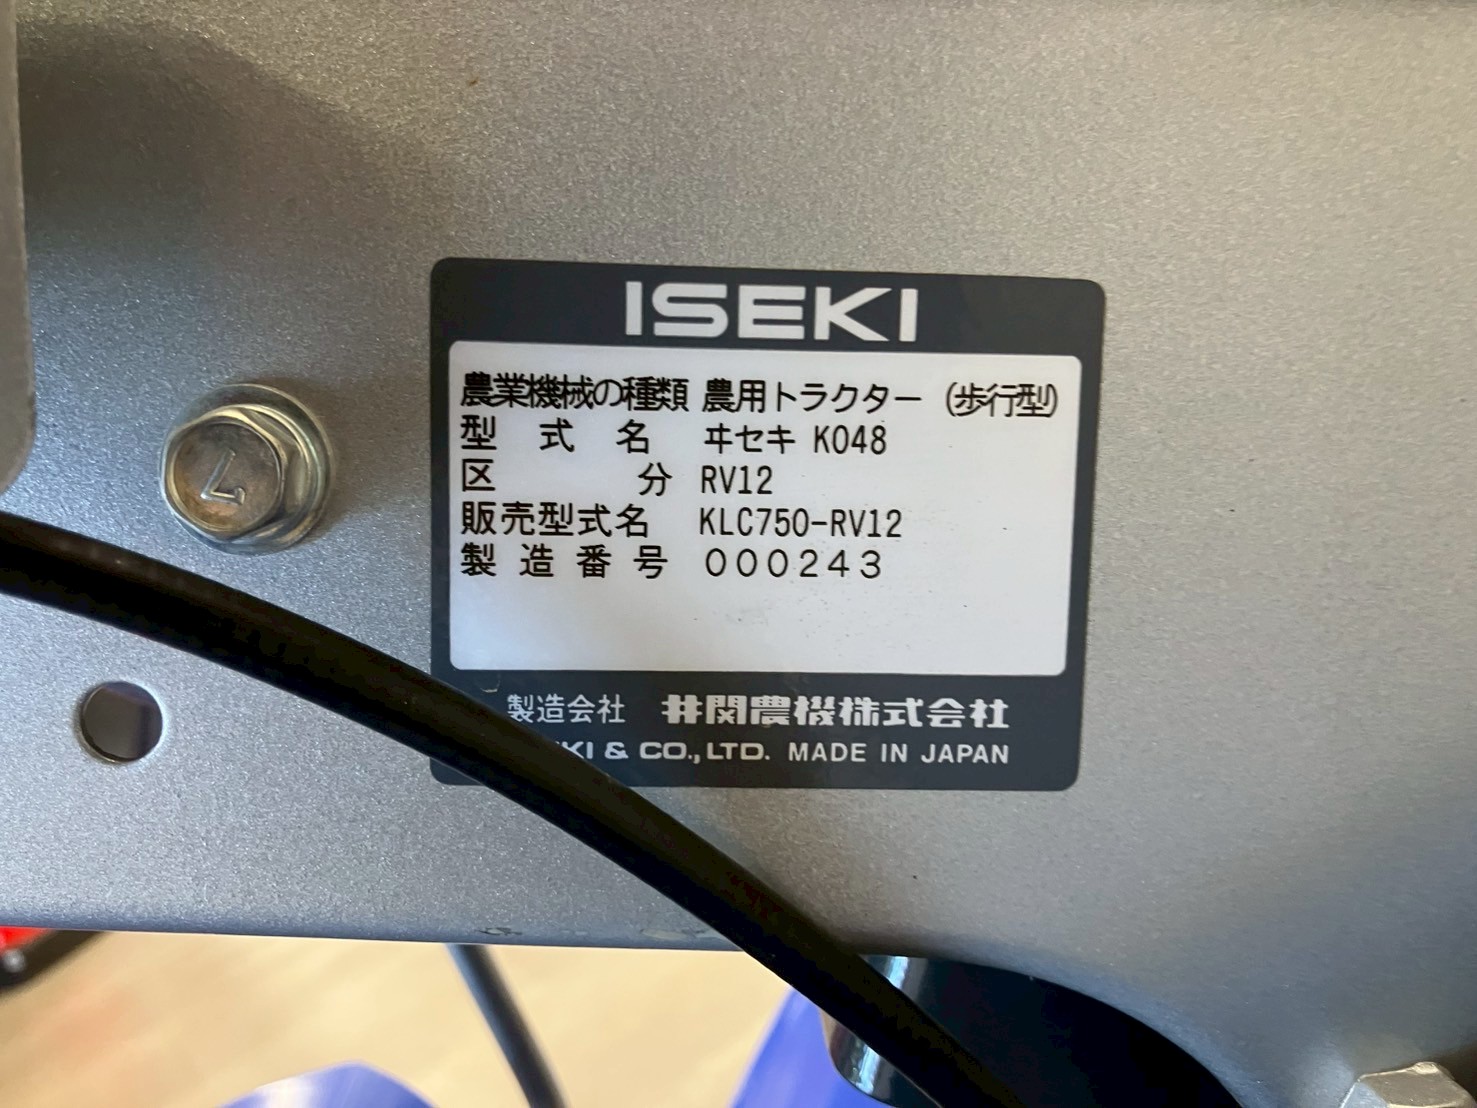 ISEKI
農業機械の種類 農用トラクター (歩行型)
型式名 ヰセキ K048
区分 RV12
販売型式名 KLC750-RV12
製造番号 000243
製造会社 井関農機株式会社
& CO., LTD. MADE IN JAPAN
7